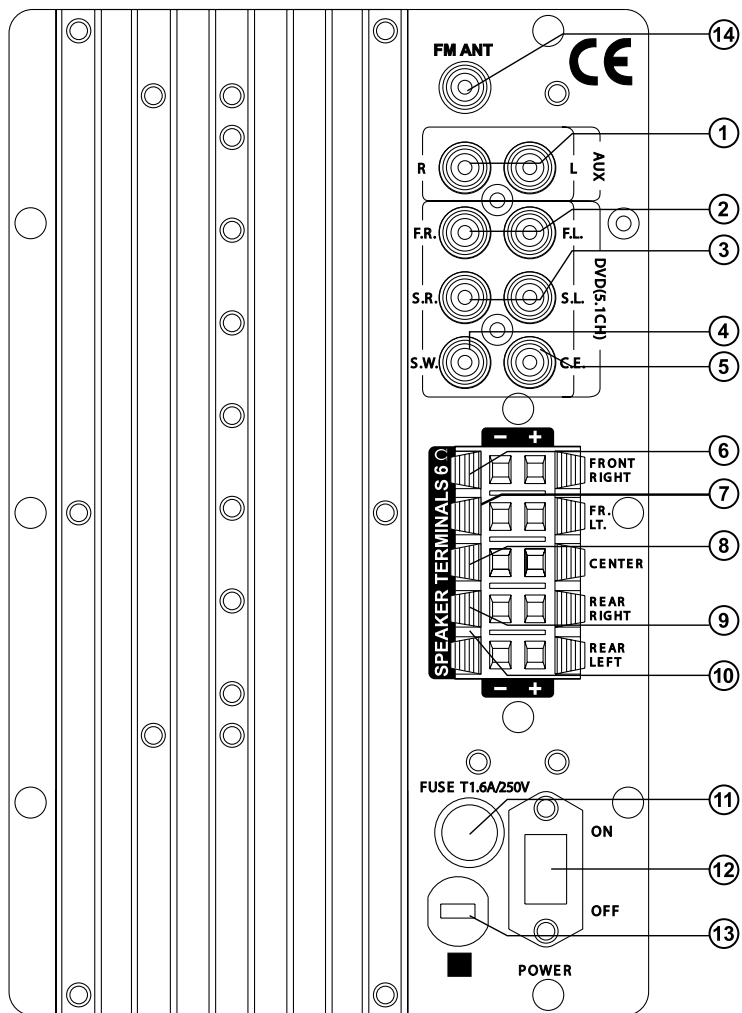 FM ANT
CE
14
R
L
AUX
1
F.R.
F.L.
2
S.R.
S.L.
3
DVD(5.1CH)
S.W.
C.E.
4
5
− +
SPEAKER TERMINALS 6 Ω
FRONT
RIGHT
6
FR.
LT.
7
CENTER
8
REAR
RIGHT
9
REAR
LEFT
10
− +
FUSE T1.6A/250V
11
ON
12
OFF
13
POWER